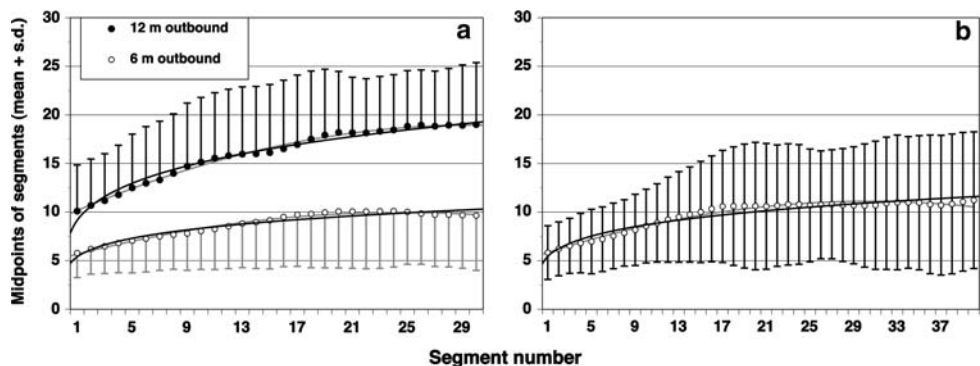 Midpoints of segments (mean + s.d.)
30
25
20
15
10
5
0
12 m outbound
6 m outbound
a
1 5 9 13 17 21 25 29
30
25
20
15
10
5
0
b
1 5 9 13 17 21 25 29 33 37
Segment number